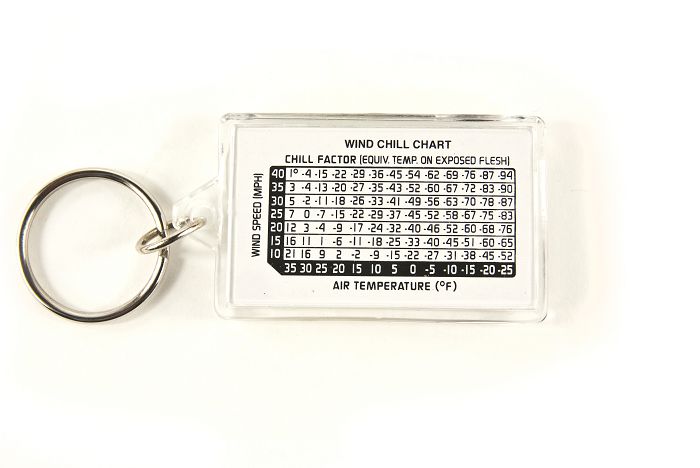 WIND CHILL CHART
CHILL FACTOR (EQUIV. TEMP. ON EXPOSED FLESH)
WIND SPEED (MPH)
40 1° -4 -15 -22 -29 -36 -45 -54 -62 -69 -76 -87 -94
35 3 -4 -13 -20 -27 -35 -43 -52 -60 -67 -72 -83 -90
30 5 -2 -11 -18 -26 -33 -41 -49 -56 -63 -70 -78 -87
25 7 0 -7 -15 -22 -29 -37 -45 -52 -58 -67 -75 -83
20 12 3 -4 -9 -17 -24 -32 -40 -46 -52 -60 -68 -76
15 16 11 1 -6 -11 -18 -25 -33 -40 -45 -51 -60 -65
10 21 16 9 2 -2 -9 -15 -22 -27 -31 -38 -45 -52
35 30 25 20 15 10 5 0 -5 -10 -15 -20 -25
AIR TEMPERATURE (°F)